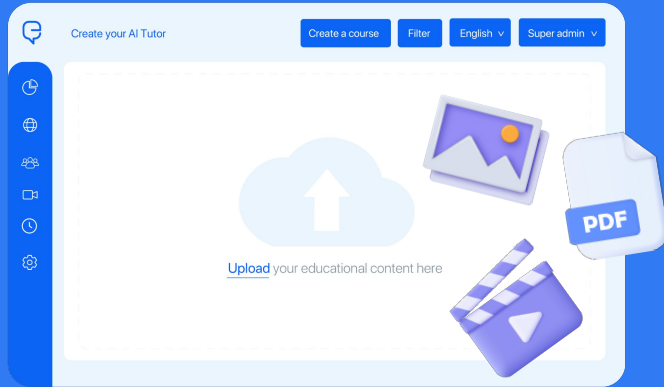 Create your AI Tutor
Create a course
Filter
English
Super admin
Upload your educational content here
PDF